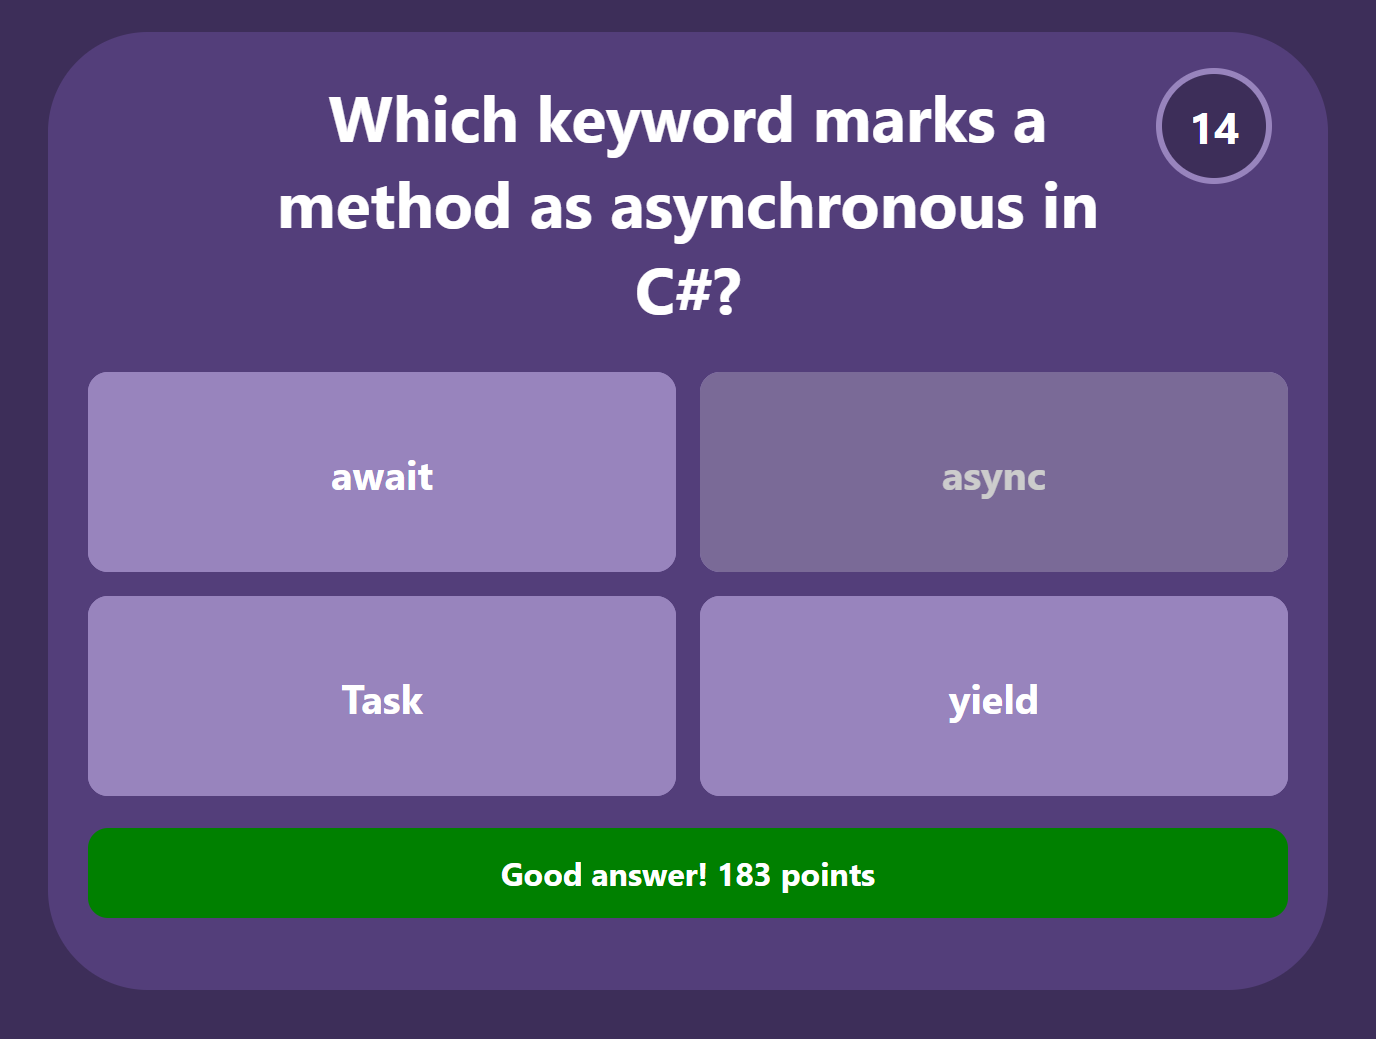 Which keyword marks a
method as asynchronous in
C#?
14
await
async
Task
yield
Good answer! 183 points